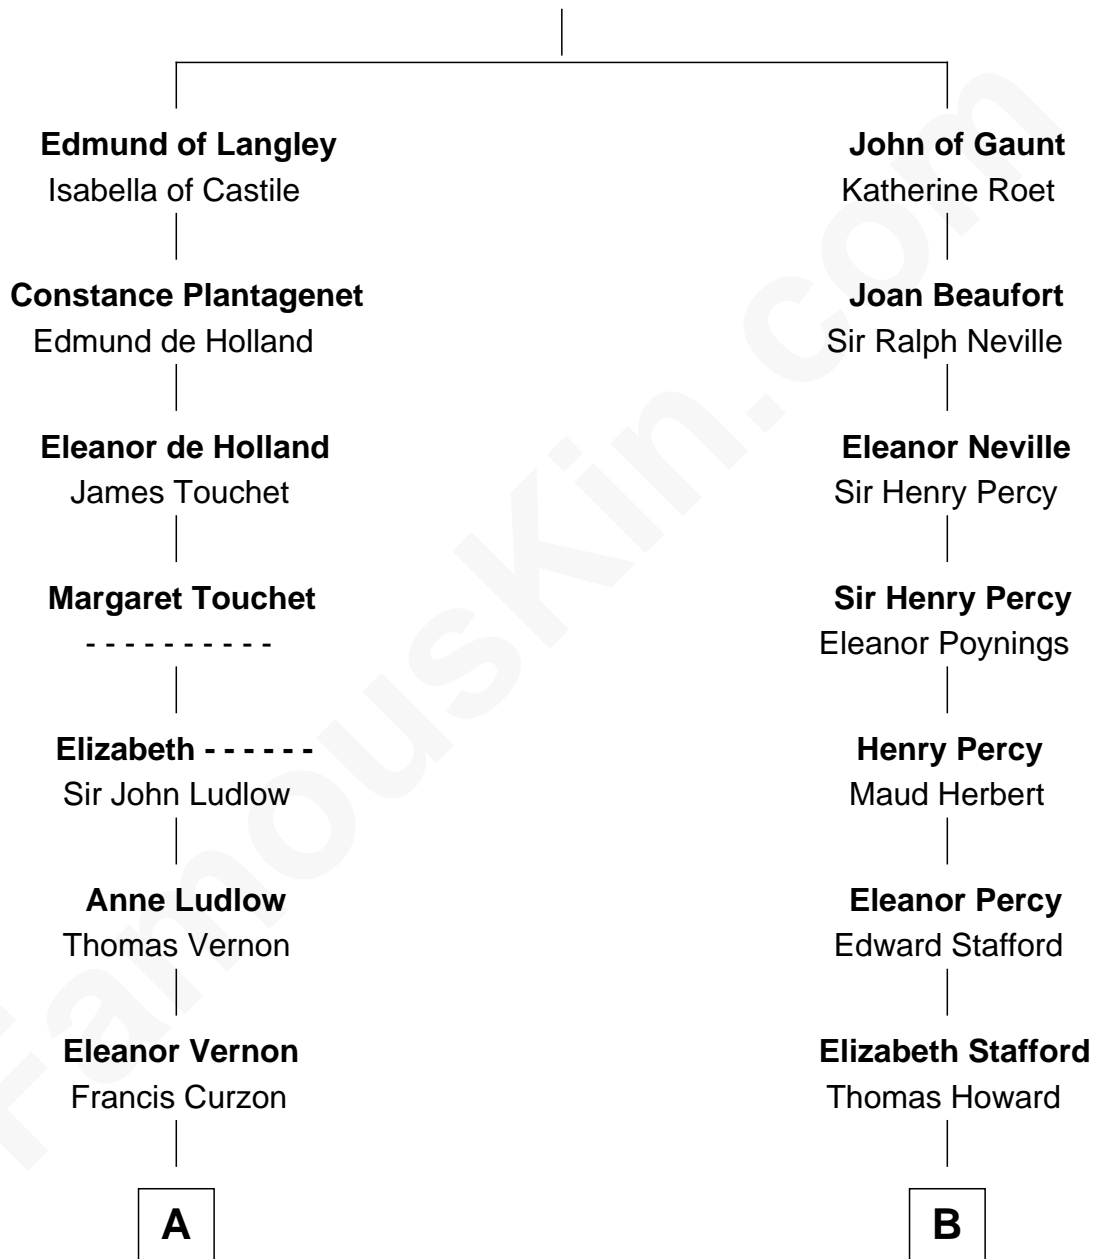 Edmund of Langley
Isabella of Castile
John of Gaunt
Katherine Roet
Constance Plantagenet
Edmund de Holland
Joan Beaufort
Sir Ralph Neville
Eleanor de Holland
James Touchet
Eleanor Neville
Sir Henry Percy
Margaret Touchet
- - - - - - - - - -
Sir Henry Percy
Eleanor Poynings
Elizabeth - - - - - -
Sir John Ludlow
Henry Percy
Maud Herbert
Anne Ludlow
Thomas Vernon
Eleanor Percy
Edward Stafford
Eleanor Vernon
Francis Curzon
Elizabeth Stafford
Thomas Howard
A
B
FamousKin.com